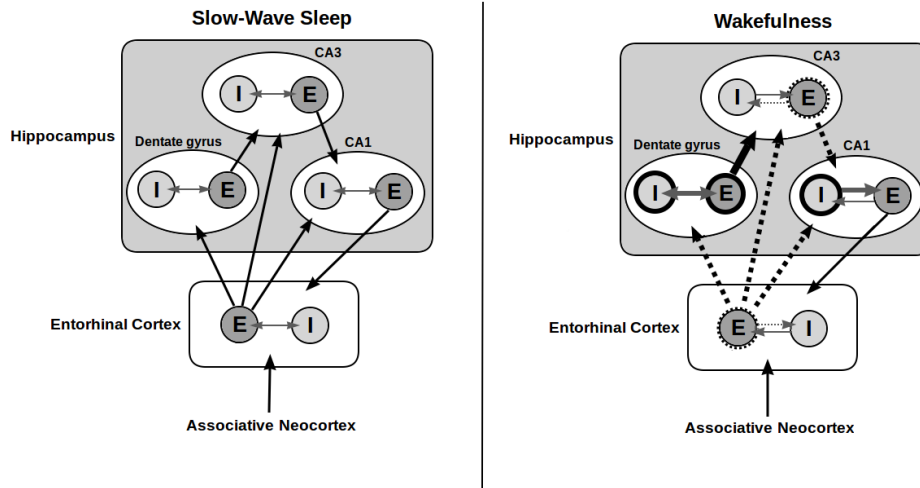 Slow-Wave Sleep
CA3
I
E
Hippocampus
Dentate gyrus
CA1
I
E
I
E
Entorhinal Cortex
E
I
Associative Neocortex
Wakefulness
CA3
I
E
Hippocampus
Dentate gyrus
CA1
I
E
I
E
Entorhinal Cortex
E
I
Associative Neocortex